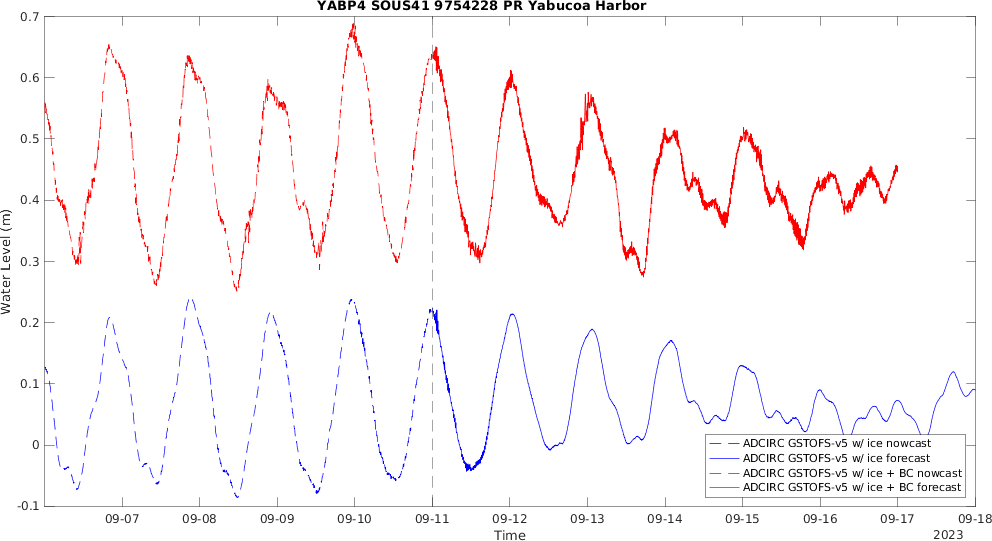 YABP4 SOUS41 9754228 PR Yabucoa Harbor
0.7
0.6
0.5
0.4
0.3
0.2
0.1
0
-0.1
Water Level (m)
09-07 09-08 09-09 09-10 09-11 09-12 09-13 09-14 09-15 09-16 09-17 09-18
Time
2023
ADCIRC GSTOFS-v5 w/ ice nowcast
ADCIRC GSTOFS-v5 w/ ice forecast
ADCIRC GSTOFS-v5 w/ ice + BC nowcast
ADCIRC GSTOFS-v5 w/ ice + BC forecast